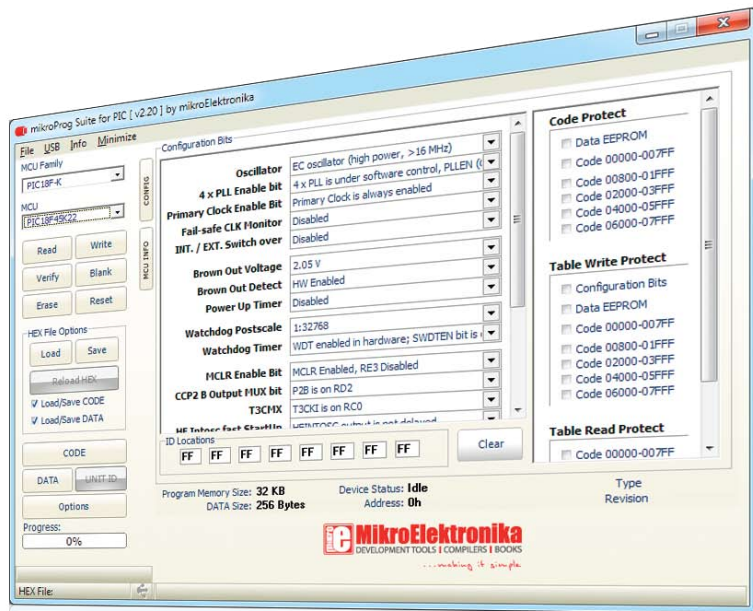 mikroProg Suite for PIC [ v2.20 ] by mikroElektronika
File USB Info Minimize
MCU Family
PIC18F-K
MCU
PIC18F45K22
Read Write
Verify Blank
Erase Reset
HEX File Options
Load Save
Reload HEX
Load/Save CODE
Load/Save DATA
CODE
DATA UNIT ID
Options
Progress:
0%
HEX File:
CONFIG
MCU INFO
Configuration Bits
Oscillator EC oscillator (high power, >16 MHz)
4 x PLL Enable bit 4 x PLL is under software control, PLLEN
Primary Clock Enable Bit Primary Clock is always enabled
Fail-safe CLK Monitor Disabled
INT. / EXT. Switch over Disabled
Brown Out Voltage 2.05 V
Brown Out Detect HW Enabled
Power Up Timer Disabled
Watchdog Postscale 1:32768
Watchdog Timer WDT enabled in hardware; SWDTEN bit is
MCLR Enable Bit MCLR Enabled, RE3 Disabled
CCP2 B Output MUX bit P2B is on RD2
T3CMX T3CKI is on RC0
HF Intosc fast StartUp HFINTOSC output is not delayed
ID Locations
FF FF FF FF FF FF FF FF
Clear
Program Memory Size: 32 KB Device Status: Idle
DATA Size: 256 Bytes Address: 0h
Code Protect
Data EEPROM
Code 00000-007FF
Code 00800-01FFF
Code 02000-03FFF
Code 04000-05FFF
Code 06000-07FFF
Table Write Protect
Configuration Bits
Data EEPROM
Code 00000-007FF
Code 00800-01FFF
Code 02000-03FFF
Code 04000-05FFF
Code 06000-07FFF
Table Read Protect
Code 00000-007FF
Type
Revision
MikroElektronika
DEVELOPMENT TOOLS | COMPILERS | BOOKS
...making it simple